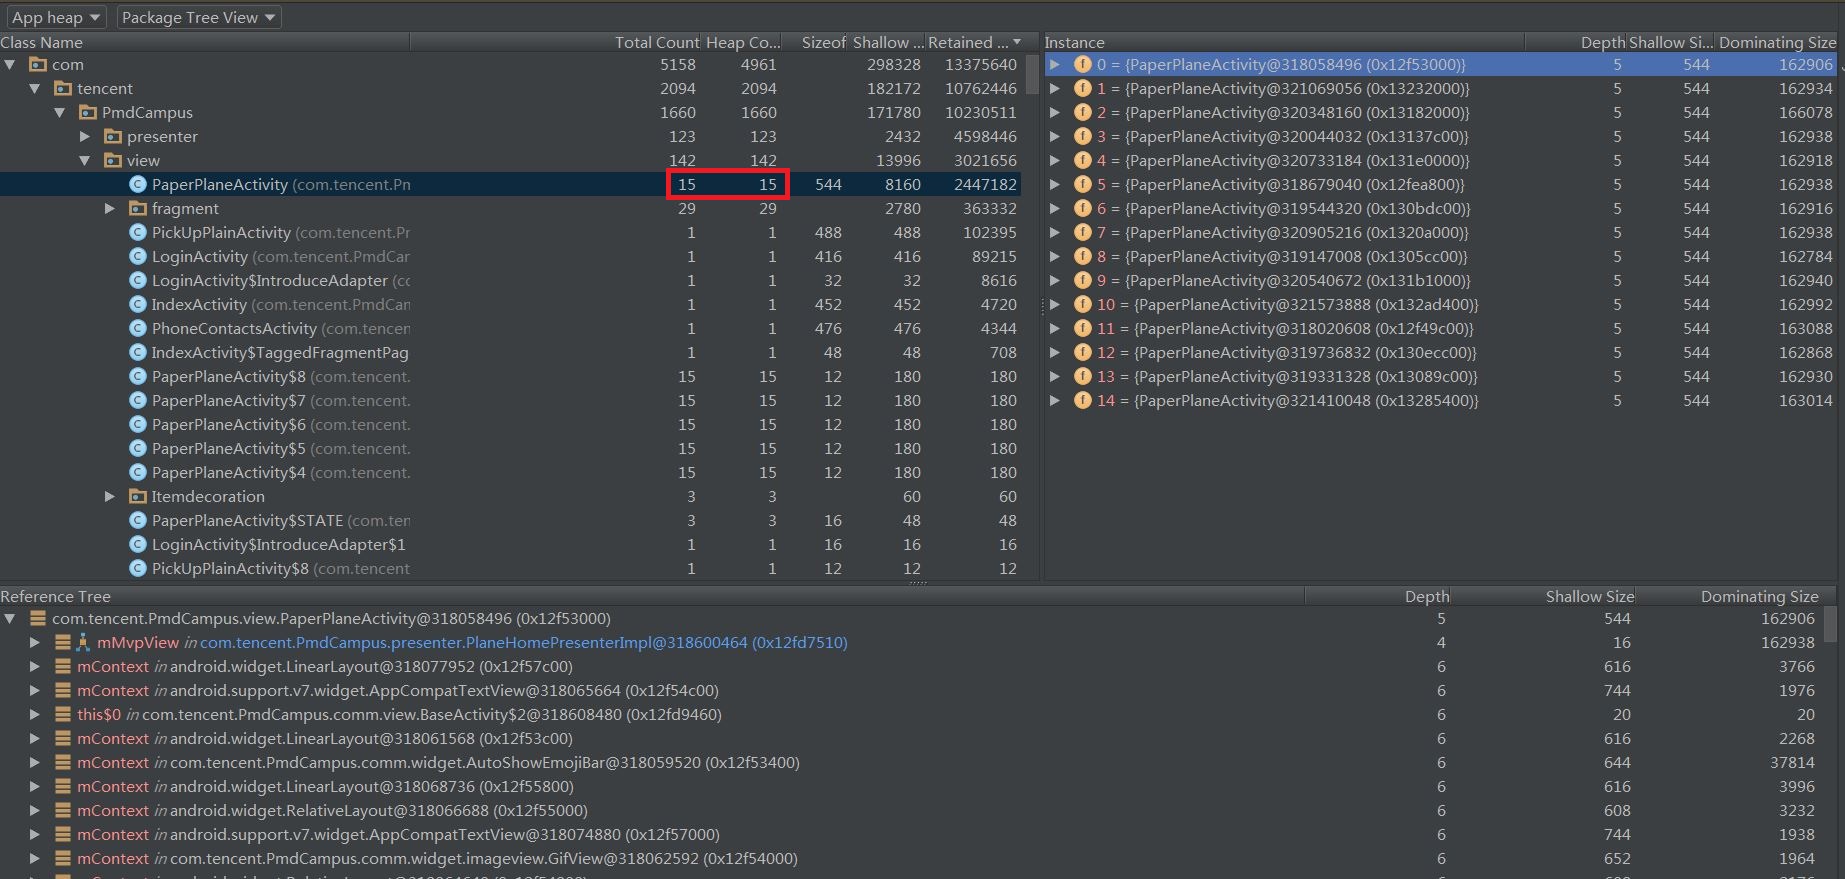 App heap Package Tree View
Class Name Total Count Heap Co... Sizeof Shallow ... Retained ...
com 5158 4961 298328 13375640
tencent 2094 2094 182172 10762446
PmdCampus 1660 1660 171780 10230511
presenter 123 123 2432 4598446
view 142 142 13996 3021656
PaperPlaneActivity (com.tencent.Pm 15 15 544 8160 2447182
fragment 29 29 2780 363332
PickUpPlainActivity (com.tencent.Pr 1 1 488 488 102395
LoginActivity (com.tencent.PmdCar 1 1 416 416 89215
LoginActivity$IntroduceAdapter (cc 1 1 32 32 8616
IndexActivity (com.tencent.PmdCan 1 1 452 452 4720
PhoneContactsActivity (com.tencen 1 1 476 476 4344
IndexActivity$TaggedFragmentPag 1 1 48 48 708
PaperPlaneActivity$8 (com.tencent. 15 15 12 180 180
PaperPlaneActivity$7 (com.tencent. 15 15 12 180 180
PaperPlaneActivity$6 (com.tencent. 15 15 12 180 180
PaperPlaneActivity$5 (com.tencent. 15 15 12 180 180
PaperPlaneActivity$4 (com.tencent. 15 15 12 180 180
Itemdecoration 3 3 60 60
PaperPlaneActivity$STATE (com.ten 3 3 16 48 48
LoginActivity$IntroduceAdapter$1 1 1 16 16 16
PickUpPlainActivity$8 (com.tencent 1 1 12 12 12
Instance Depth Shallow Si... Dominating Size
0 = {PaperPlaneActivity@318058496 (0x12f53000)} 5 544 162906
1 = {PaperPlaneActivity@321069056 (0x13232000)} 5 544 162934
2 = {PaperPlaneActivity@320348160 (0x13182000)} 5 544 166078
3 = {PaperPlaneActivity@320044032 (0x13137c00)} 5 544 162938
4 = {PaperPlaneActivity@320733184 (0x131e0000)} 5 544 162918
5 = {PaperPlaneActivity@318679040 (0x12fea800)} 5 544 162938
6 = {PaperPlaneActivity@319544320 (0x130bdc00)} 5 544 162916
7 = {PaperPlaneActivity@320905216 (0x1320a000)} 5 544 162938
8 = {PaperPlaneActivity@319147008 (0x1305cc00)} 5 544 162784
9 = {PaperPlaneActivity@320540672 (0x131b1000)} 5 544 162940
10 = {PaperPlaneActivity@321573888 (0x132ad400)} 5 544 162992
11 = {PaperPlaneActivity@318020608 (0x12f49c00)} 5 544 163088
12 = {PaperPlaneActivity@319736832 (0x130ecc00)} 5 544 162868
13 = {PaperPlaneActivity@319331328 (0x13089c00)} 5 544 162930
14 = {PaperPlaneActivity@321410048 (0x13285400)} 5 544 163014
Reference Tree Depth Shallow Size Dominating Size
com.tencent.PmdCampus.view.PaperPlaneActivity@318058496 (0x12f53000) 5 544 162906
mMvpView in com.tencent.PmdCampus.presenter.PlaneHomePresenterImpl@318600464 (0x12fd7510) 4 16 162938
mContext in android.widget.LinearLayout@318077952 (0x12f57c00) 6 616 3766
mContext in android.support.v7.widget.AppCompatTextView@318065664 (0x12f54c00) 6 744 1976
this$0 in com.tencent.PmdCampus.comm.view.BaseActivity$2@318608480 (0x12fd9460) 6 20 20
mContext in android.widget.LinearLayout@318061568 (0x12f53c00) 6 616 2268
mContext in com.tencent.PmdCampus.comm.widget.AutoShowEmojiBar@318059520 (0x12f53400) 6 644 37814
mContext in android.widget.LinearLayout@318068736 (0x12f55800) 6 616 3996
mContext in android.widget.RelativeLayout@318066688 (0x12f55000) 6 608 3232
mContext in android.support.v7.widget.AppCompatTextView@318074880 (0x12f57000) 6 744 1938
mContext in com.tencent.PmdCampus.comm.widget.imageview.GifView@318062592 (0x12f54000) 6 652 1964